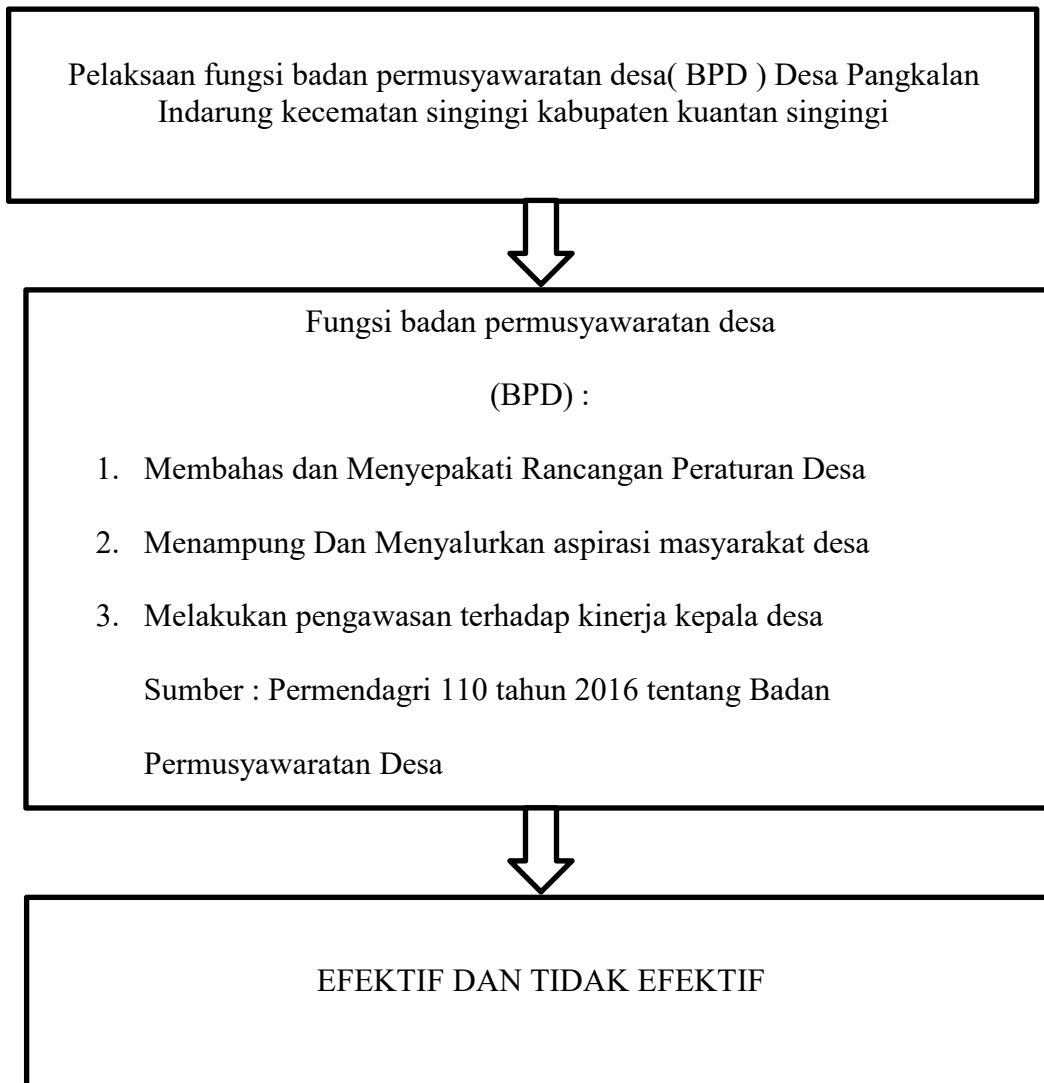 Pelaksaan fungsi badan permusyawaratan desa( BPD ) Desa Pangkalan
Indarung kecematan singingi kabupaten kuantan singingi
Fungsi badan permusyawaratan desa
(BPD) :
1. Membahas dan Menyepakati Rancangan Peraturan Desa
2. Menampung Dan Menyalurkan aspirasi masyarakat desa
3. Melakukan pengawasan terhadap kinerja kepala desa
Sumber : Permendagri 110 tahun 2016 tentang Badan
Permusyawaratan Desa
EFEKTIF DAN TIDAK EFEKTIF